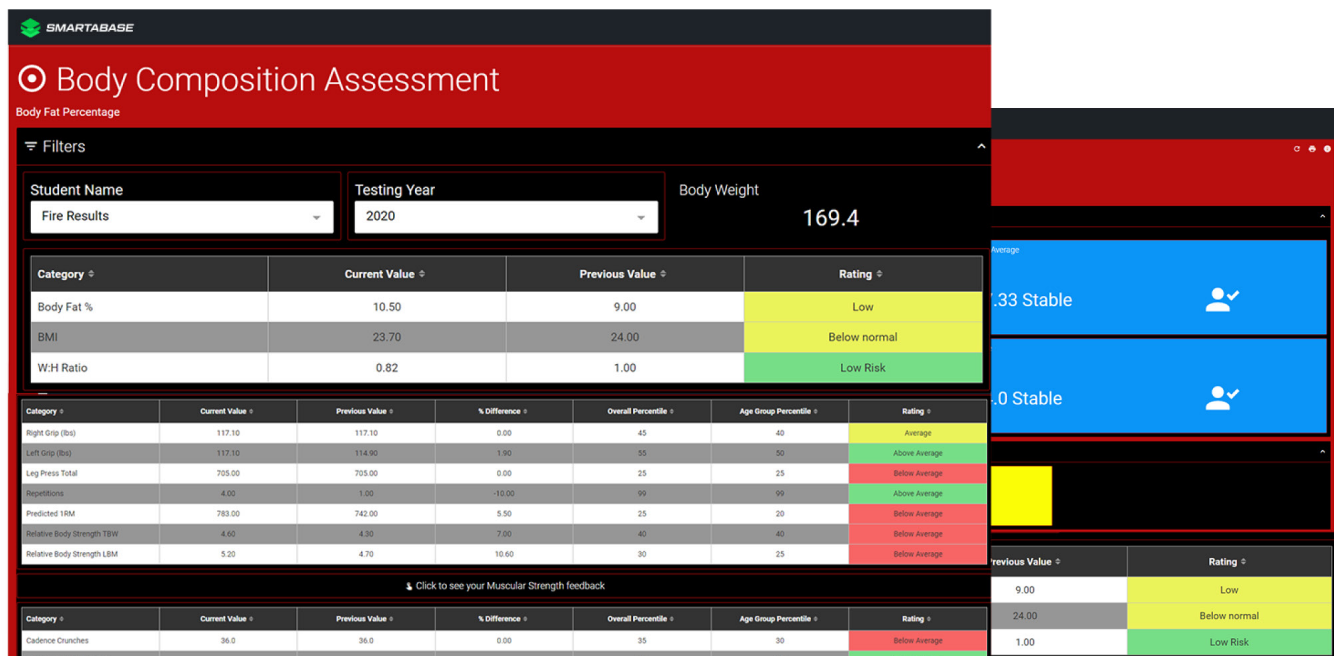 SMARTABASE
Body Composition Assessment
Body Fat Percentage
Filters
Student Name
Testing Year
Body Weight
Fire Results
2020
169.4
Category Current Value Previous Value Rating
Body Fat % 10.50 9.00 Low
BMI 23.70 24.00 Below normal
W:H Ratio 0.82 1.00 Low Risk
Category Current Value Previous Value % Difference Overall Percentile Age Group Percentile Rating
Right Grip (lbs) 117.10 117.10 0.00 45 40 Average
Left Grip (lbs) 117.10 114.90 1.90 55 50 Above Average
Leg Press Total 705.00 705.00 0.00 25 25 Below Average
Repetitions 4.00 1.00 -10.00 99 99 Above Average
Predicted 1RM 783.00 742.00 5.50 25 20 Below Average
Relative Body Strength TBW 4.60 4.30 7.00 40 40 Below Average
Relative Body Strength LBM 5.20 4.70 10.60 30 25 Below Average
Click to see your Muscular Strength feedback
Category Current Value Previous Value % Difference Overall Percentile Age Group Percentile Rating
Cadence Crunches 36.0 36.0 0.00 35 30 Below Average
Average
.33 Stable
.0 Stable
Previous Value Rating
9.00 Low
24.00 Below normal
1.00 Low Risk